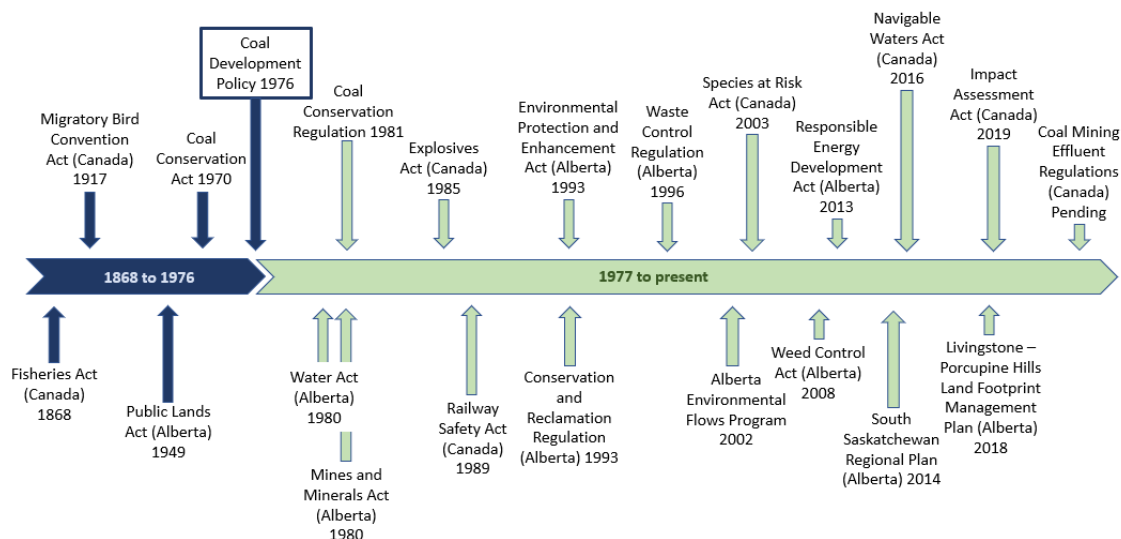 Coal
Development
Policy 1976
Migratory Bird
Convention
Act (Canada)
1917
Coal
Conservation
Act 1970
Coal
Conservation
Regulation 1981
Explosives
Act (Canada)
1985
Environmental
Protection and
Enhancement
Act (Alberta)
1993
Waste
Control
Regulation
(Alberta)
1996
Species at Risk
Act (Canada)
2003
Responsible
Energy
Development
Act (Alberta)
2013
Navigable
Waters Act
(Canada)
2016
Impact
Assessment
Act (Canada)
2019
Coal Mining
Effluent
Regulations
(Canada)
Pending
1868 to 1976
1977 to present
Fisheries Act
(Canada)
1868
Public Lands
Act (Alberta)
1949
Water Act
(Alberta)
1980
Mines and
Minerals Act
(Alberta)
1980
Railway
Safety Act
(Canada)
1989
Conservation
and
Reclamation
Regulation
(Alberta) 1993
Alberta
Environmental
Flows Program
2002
Weed Control
Act (Alberta)
2008
South
Saskatchewan
Regional Plan
(Alberta) 2014
Livingstone –
Porcupine Hills
Land Footprint
Management
Plan (Alberta)
2018